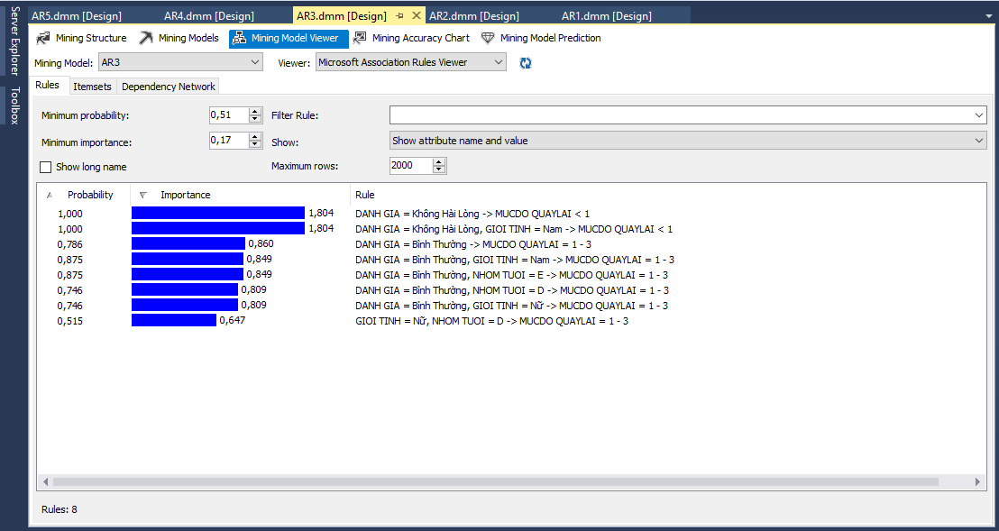 Server Explorer
Toolbox
AR5.dmm [Design] AR4.dmm [Design] AR3.dmm [Design] AR2.dmm [Design] AR1.dmm [Design]
Mining Structure Mining Models Mining Model Viewer Mining Accuracy Chart Mining Model Prediction
Mining Model: AR3 Viewer: Microsoft Association Rules Viewer
Rules Itemsets Dependency Network
Minimum probability: 0,51 Filter Rule:
Minimum importance: 0,17 Show: Show attribute name and value
Show long name Maximum rows: 2000
Probability Importance Rule
1,000 1,804 DANH GIA = Không Hài Lòng -> MUCDO QUAYLAI < 1
1,000 1,804 DANH GIA = Không Hài Lòng, GIOI TINH = Nam -> MUCDO QUAYLAI < 1
0,786 0,860 DANH GIA = Bình Thường -> MUCDO QUAYLAI = 1 - 3
0,875 0,849 DANH GIA = Bình Thường, GIOI TINH = Nam -> MUCDO QUAYLAI = 1 - 3
0,875 0,849 DANH GIA = Bình Thường, NHOM TUOI = E -> MUCDO QUAYLAI = 1 - 3
0,746 0,809 DANH GIA = Bình Thường, NHOM TUOI = D -> MUCDO QUAYLAI = 1 - 3
0,746 0,809 DANH GIA = Bình Thường, GIOI TINH = Nữ -> MUCDO QUAYLAI = 1 - 3
0,515 0,647 GIOI TINH = Nữ, NHOM TUOI = D -> MUCDO QUAYLAI = 1 - 3
Rules: 8